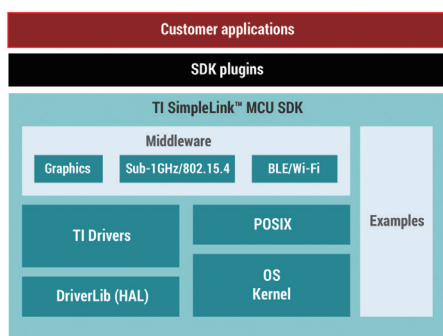 Customer applications
SDK plugins
TI SimpleLink™ MCU SDK
Middleware
Graphics
Sub-1GHz/802.15.4
BLE/Wi-Fi
Examples
TI Drivers
POSIX
DriverLib (HAL)
OS
Kernel